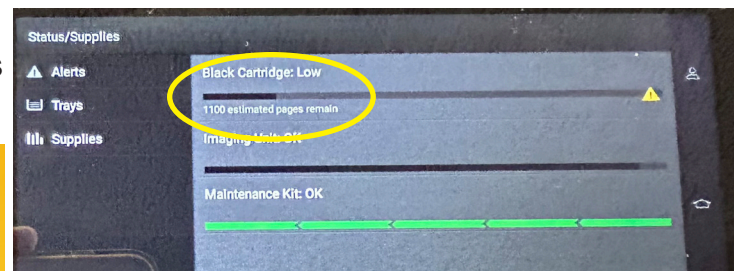 Status/Supplies
Alerts
Trays
Supplies
Black Cartridge: Low
1100 estimated pages remain
Imaging Unit: OK
Maintenance Kit: OK